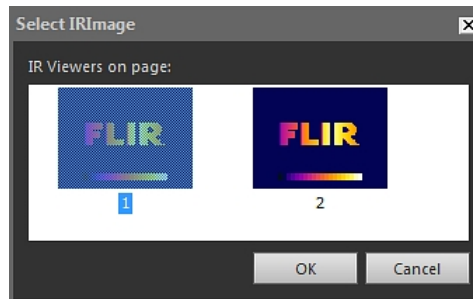 Select IRImage
IR Viewers on page:
FLIR FLIR
1 2
OK Cancel